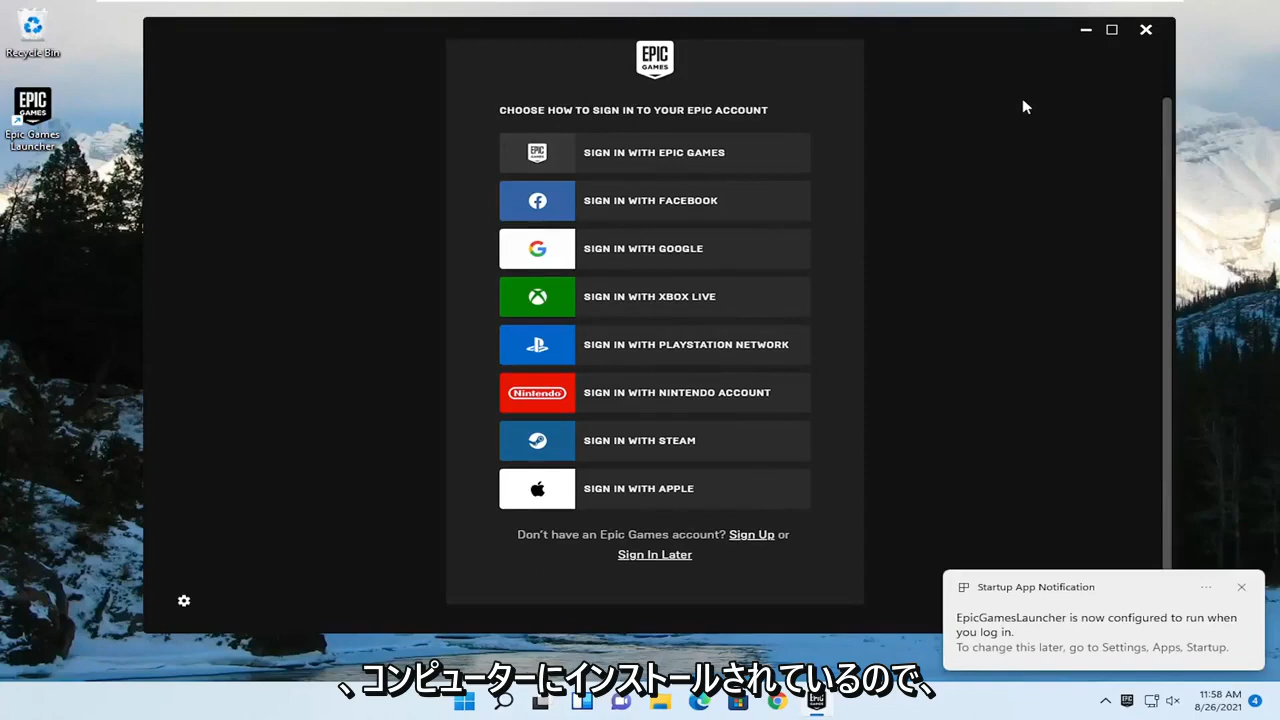 Recycle Bin
EPIC GAMES
Epic Games
Launcher
EPIC
GAMES
CHOOSE HOW TO SIGN IN TO YOUR EPIC ACCOUNT
EPIC GAMES SIGN IN WITH EPIC GAMES
SIGN IN WITH FACEBOOK
SIGN IN WITH GOOGLE
SIGN IN WITH XBOX LIVE
SIGN IN WITH PLAYSTATION NETWORK
Nintendo SIGN IN WITH NINTENDO ACCOUNT
SIGN IN WITH STEAM
SIGN IN WITH APPLE
Don't have an Epic Games account? Sign Up or
Sign In Later
Startup App Notification
EpicGamesLauncher is now configured to run when
you log in.
To change this later, go to Settings, Apps, Startup.
、コンピューターにインストールされているので、
11:58 AM
8/26/2021
4